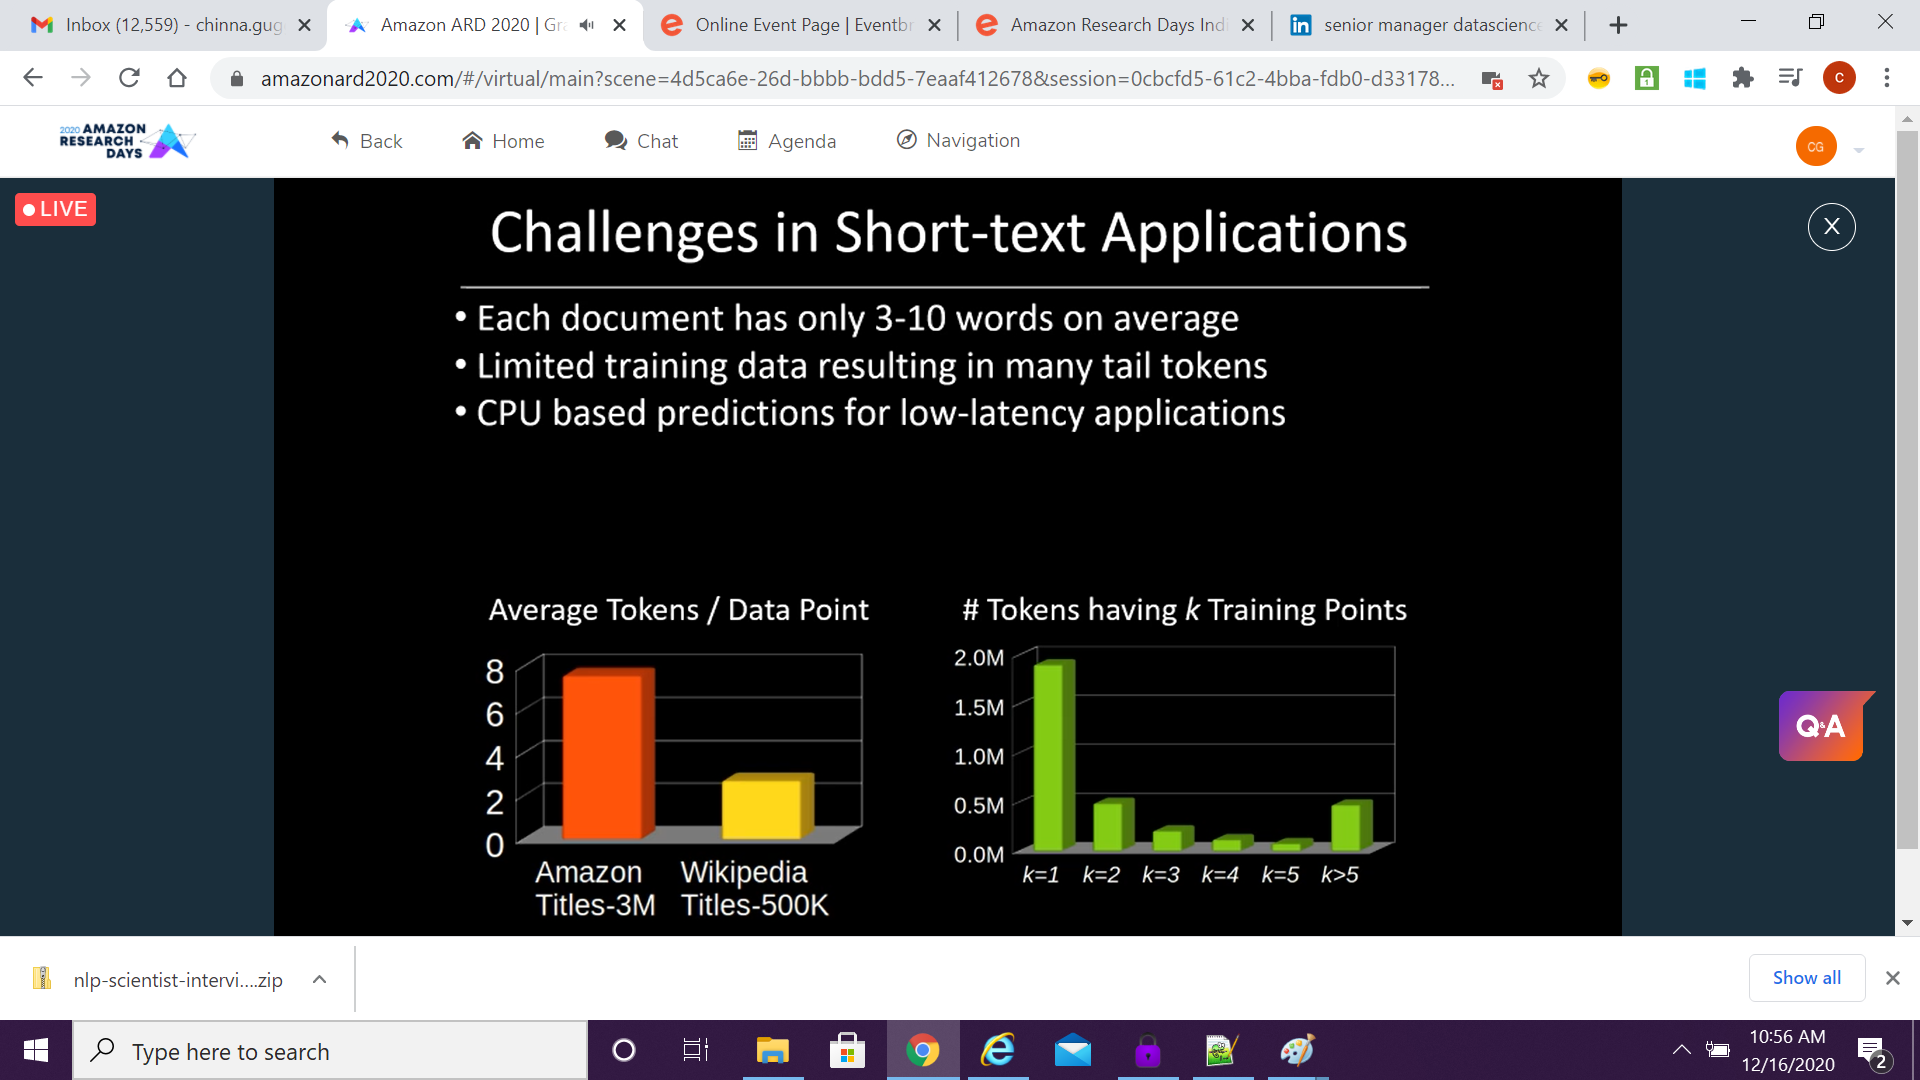 Inbox (12,559) - chinna.gug
Amazon ARD 2020 | Gr
Online Event Page | Eventbr
Amazon Research Days Indi
in senior manager datascience
amazonard2020.com/#/virtual/main?scene=4d5ca6e-26d-bbbb-bdd5-7eaaf412678&session=0cbcfd5-61c2-4bba-fdb0-d33178...
C
2020 AMAZON
RESEARCH
DAYS
Back
Home
Chat
Agenda
Navigation
CG
LIVE
X
Challenges in Short-text Applications
• Each document has only 3-10 words on average
• Limited training data resulting in many tail tokens
• CPU based predictions for low-latency applications
Average Tokens / Data Point
8
6
4
2
0
Amazon
Titles-3M
Wikipedia
Titles-500K
# Tokens having k Training Points
2.0M
1.5M
1.0M
0.5M
0.0M
k=1 k=2 k=3 k=4 k=5 k>5
Q&A
nlp-scientist-intervi....zip
Show all
Type here to search
10:56 AM
12/16/2020
2